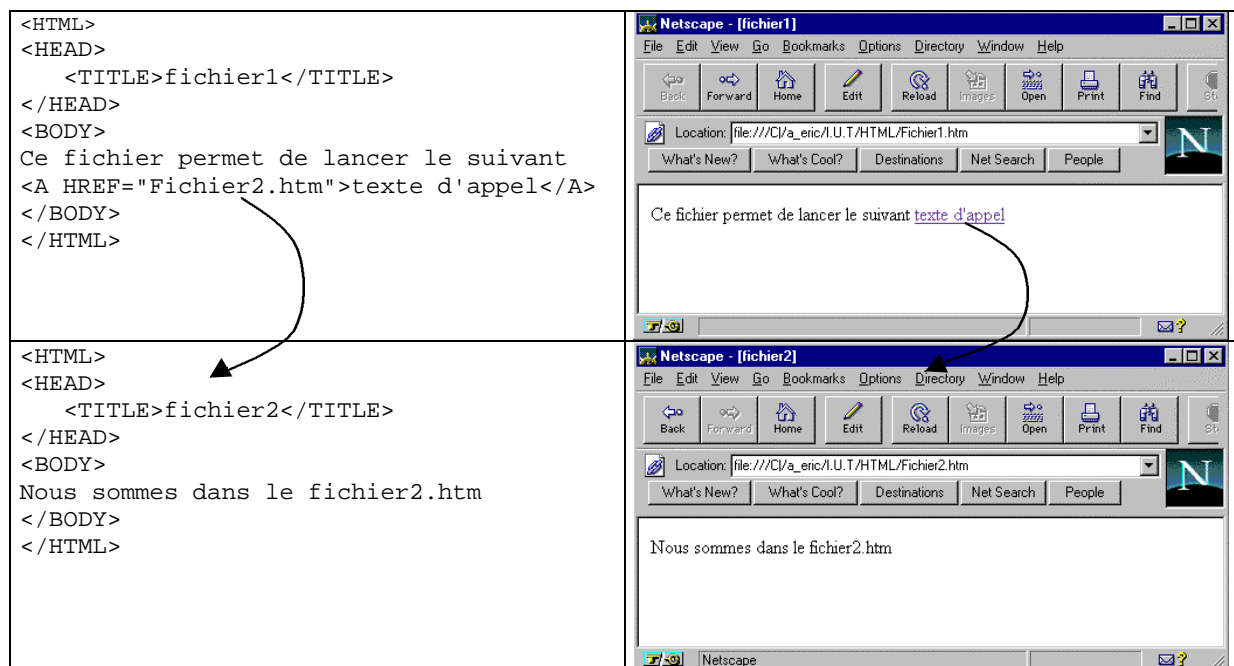 <HTML>
<HEAD>
<TITLE>fichier1</TITLE>
</HEAD>
<BODY>
Ce fichier permet de lancer le suivant
<A HREF="Fichier2.htm">texte d'appel</A>
</BODY>
</HTML>
Netscape - [fichier1]
File Edit View Go Bookmarks Options Directory Window Help
Back Forward Home Edit Reload Images Open Print Find
Location: file:///C|/a_eric/I.U.T/HTML/Fichier1.htm
N
What's New? What's Cool? Destinations Net Search People
Ce fichier permet de lancer le suivant texte d'appel
<HTML>
<HEAD>
<TITLE>fichier2</TITLE>
</HEAD>
<BODY>
Nous sommes dans le fichier2.htm
</BODY>
</HTML>
Netscape - [fichier2]
File Edit View Go Bookmarks Options Directory Window Help
Back Forward Home Edit Reload Images Open Print Find
Location: file:///C|/a_eric/I.U.T/HTML/Fichier2.htm
N
What's New? What's Cool? Destinations Net Search People
Nous sommes dans le fichier2.htm
Netscape